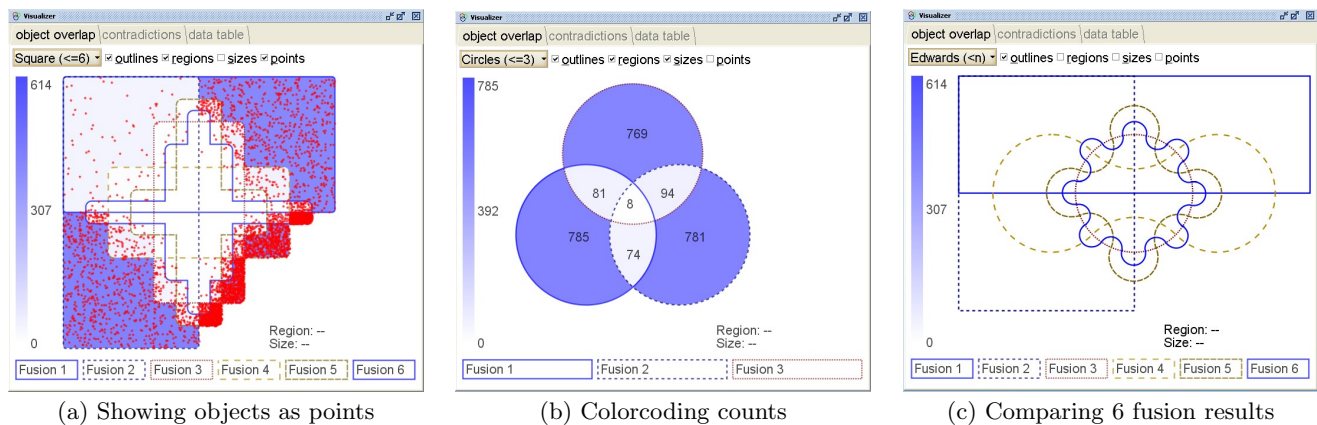 Visualizer
object overlap contradictions data table
Square (<=6) outlines regions sizes points
614
307
0
Region: --
Size: --
Fusion 1 Fusion 2 Fusion 3 Fusion 4 Fusion 5 Fusion 6
(a) Showing objects as points
Visualizer
object overlap contradictions data table
Circles (<=3) outlines regions sizes points
785
392
0
769
81
94
8
785
781
74
Region: --
Size: --
Fusion 1 Fusion 2 Fusion 3
(b) Colorcoding counts
Visualizer
object overlap contradictions data table
Edwards (<n) outlines regions sizes points
614
307
0
Region: --
Size: --
Fusion 1 Fusion 2 Fusion 3 Fusion 4 Fusion 5 Fusion 6
(c) Comparing 6 fusion results